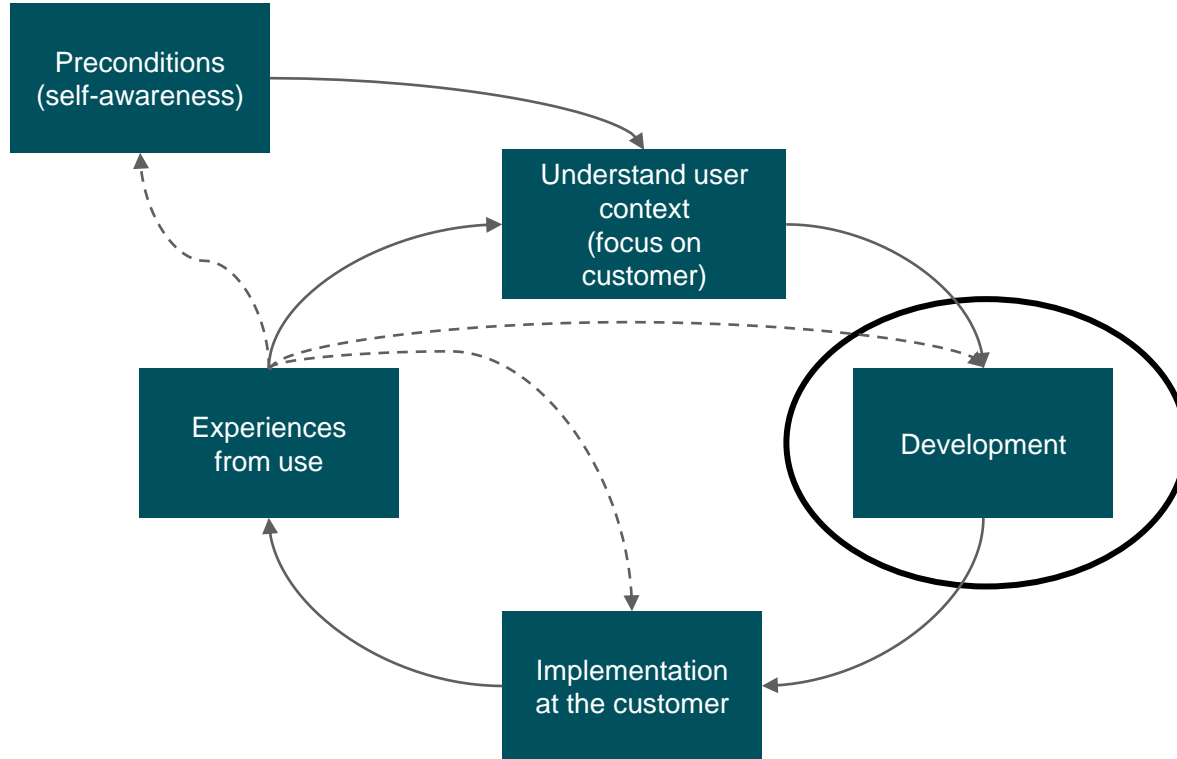 Preconditions
(self-awareness)
Understand user
context
(focus on
customer)
Experiences
from use
Development
Implementation
at the customer